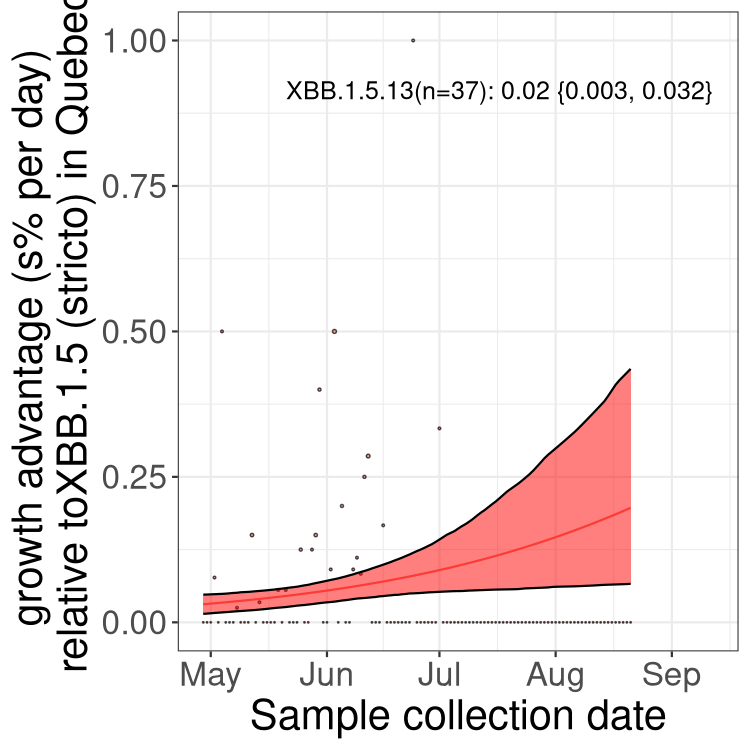 growth advantage (s% per day)
relative toXBB.1.5 (stricto) in Quebec
1.00
0.75
0.50
0.25
0.00
XBB.1.5.13(n=37): 0.02 {0.003, 0.032}
May Jun Jul Aug Sep
Sample collection date